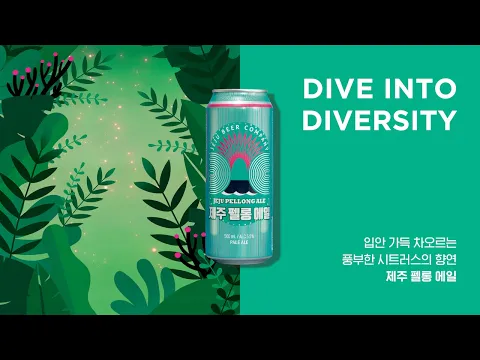 DIVE INTO
DIVERSITY
JEJU BEER COMPANY
JEJU PELLONG ALE
제주 펠롱 에일
PALE ALE
입안 가득 차오르는
풍부한 시트러스의 향연
제주 펠롱 에일